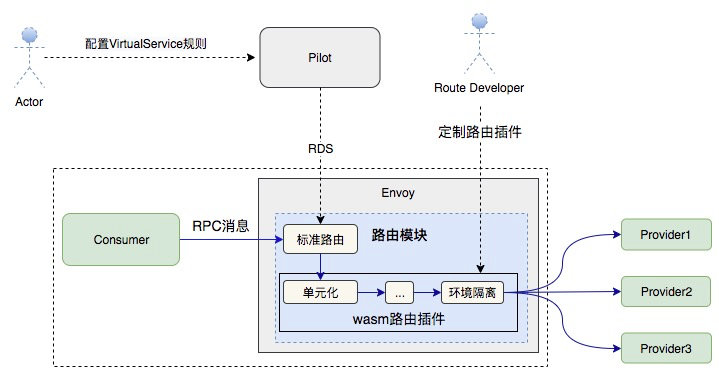 配置VirtualService规则
Pilot
Actor
Route Developer
定制路由插件
RDS
Envoy
Consumer
RPC消息
标准路由
路由模块
Provider1
单元化
...
环境隔离
Provider2
wasm路由插件
Provider3